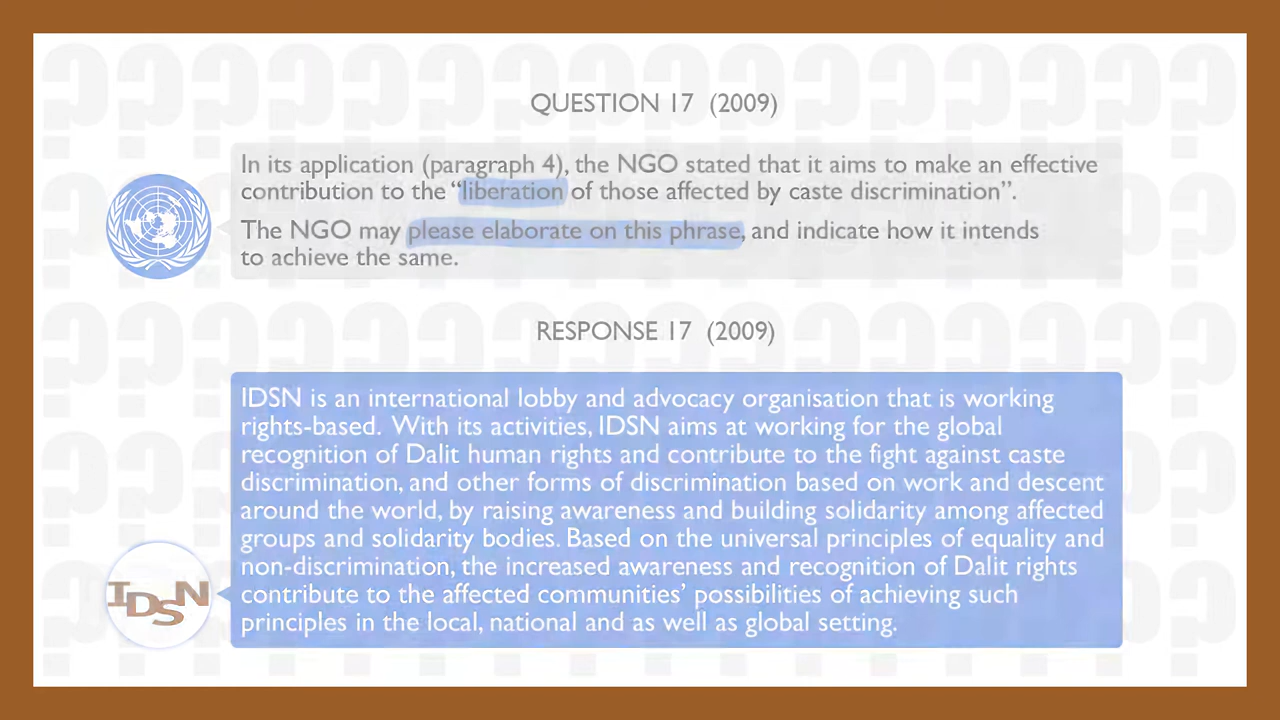 QUESTION 17 (2009)
In its application (paragraph 4), the NGO stated that it aims to make an effective
contribution to the “liberation of those affected by caste discrimination”.
The NGO may please elaborate on this phrase, and indicate how it intends
to achieve the same.
RESPONSE 17 (2009)
IDSN is an international lobby and advocacy organisation that is working
rights-based. With its activities, IDSN aims at working for the global
recognition of Dalit human rights and contribute to the fight against caste
discrimination, and other forms of discrimination based on work and descent
around the world, by raising awareness and building solidarity among affected
groups and solidarity bodies. Based on the universal principles of equality and
non-discrimination, the increased awareness and recognition of Dalit rights
contribute to the affected communities’ possibilities of achieving such
principles in the local, national and as well as global setting.
IDSN